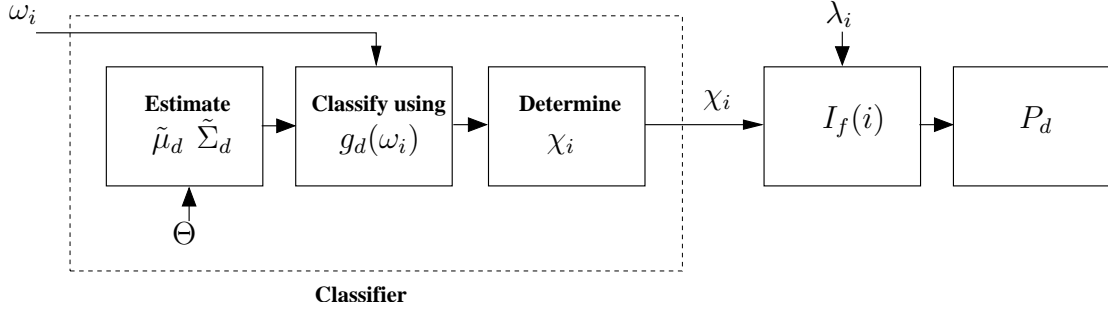 ω_i
λ_i
Estimate
μ̃_d Σ̃_d
Classify using
g_d(ω_i)
Determine
χ_i
χ_i
I_f(i)
P_d
Θ
Classifier